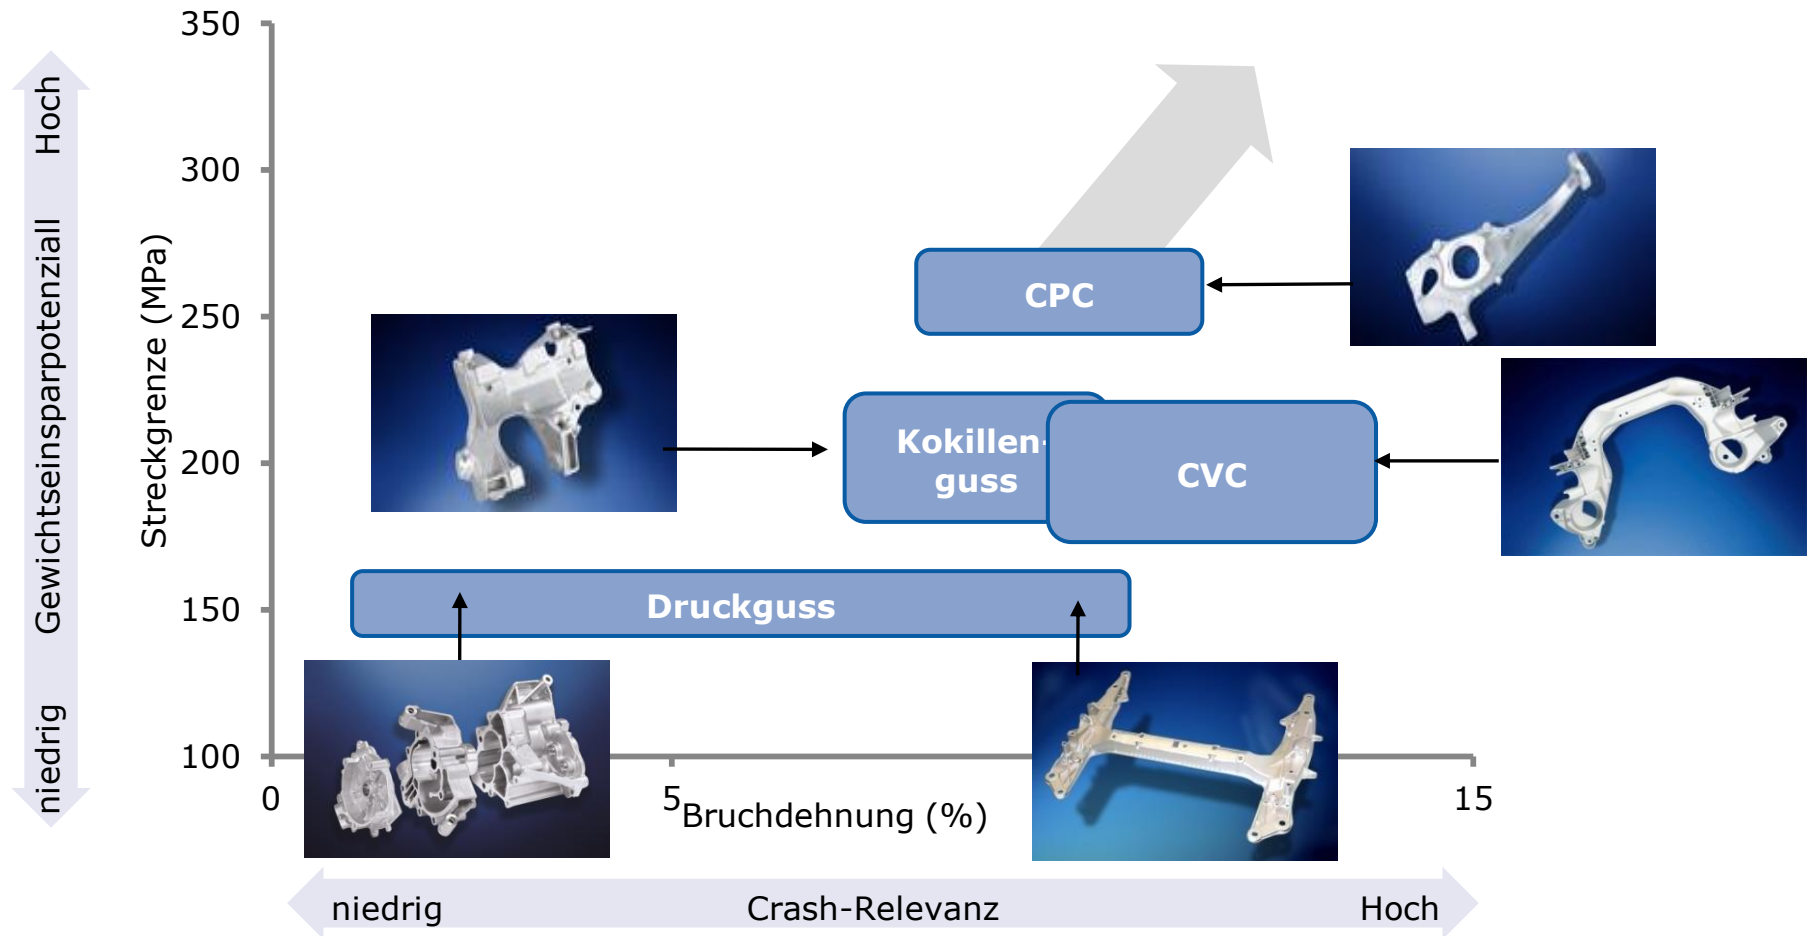 350
300
250
200
150
100
0
5
15
Streckgrenze (MPa)
Bruchdehnung (%)
Hoch
Gewichtseinsparpotenziall
niedrig
CPC
Kokillen-
guss
CVC
Druckguss
niedrig
Crash-Relevanz
Hoch